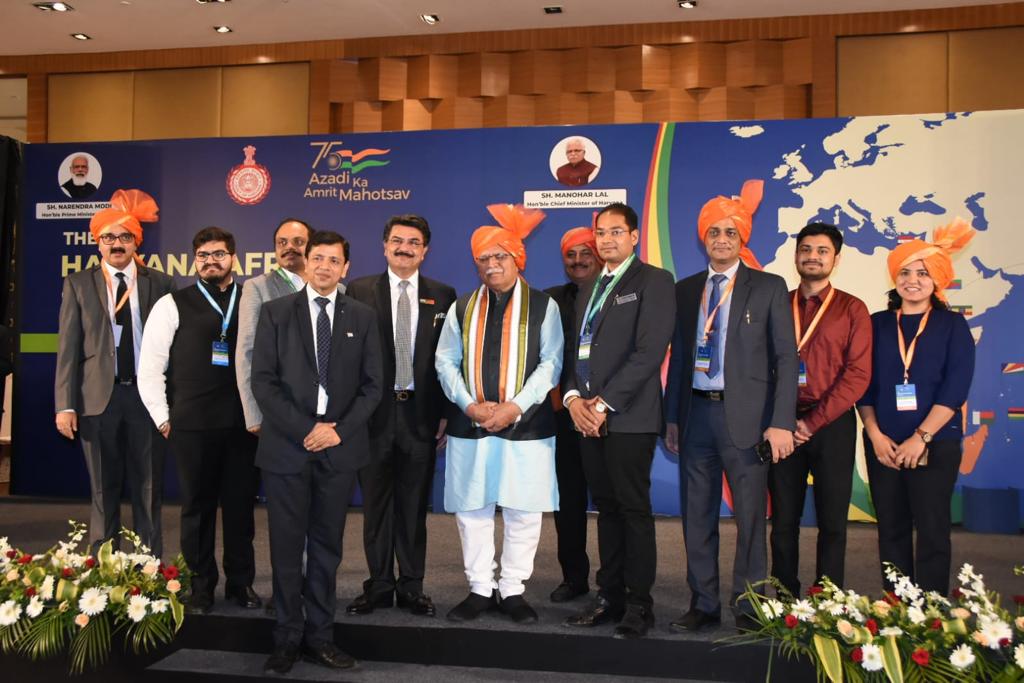 SH. NARENDRA MODI
Hon'ble Prime Minister
75
Azadi Ka
Amrit Mahotsav
SH. MANOHAR LAL
Hon'ble Chief Minister of Haryana
THE
HARYANA AFR